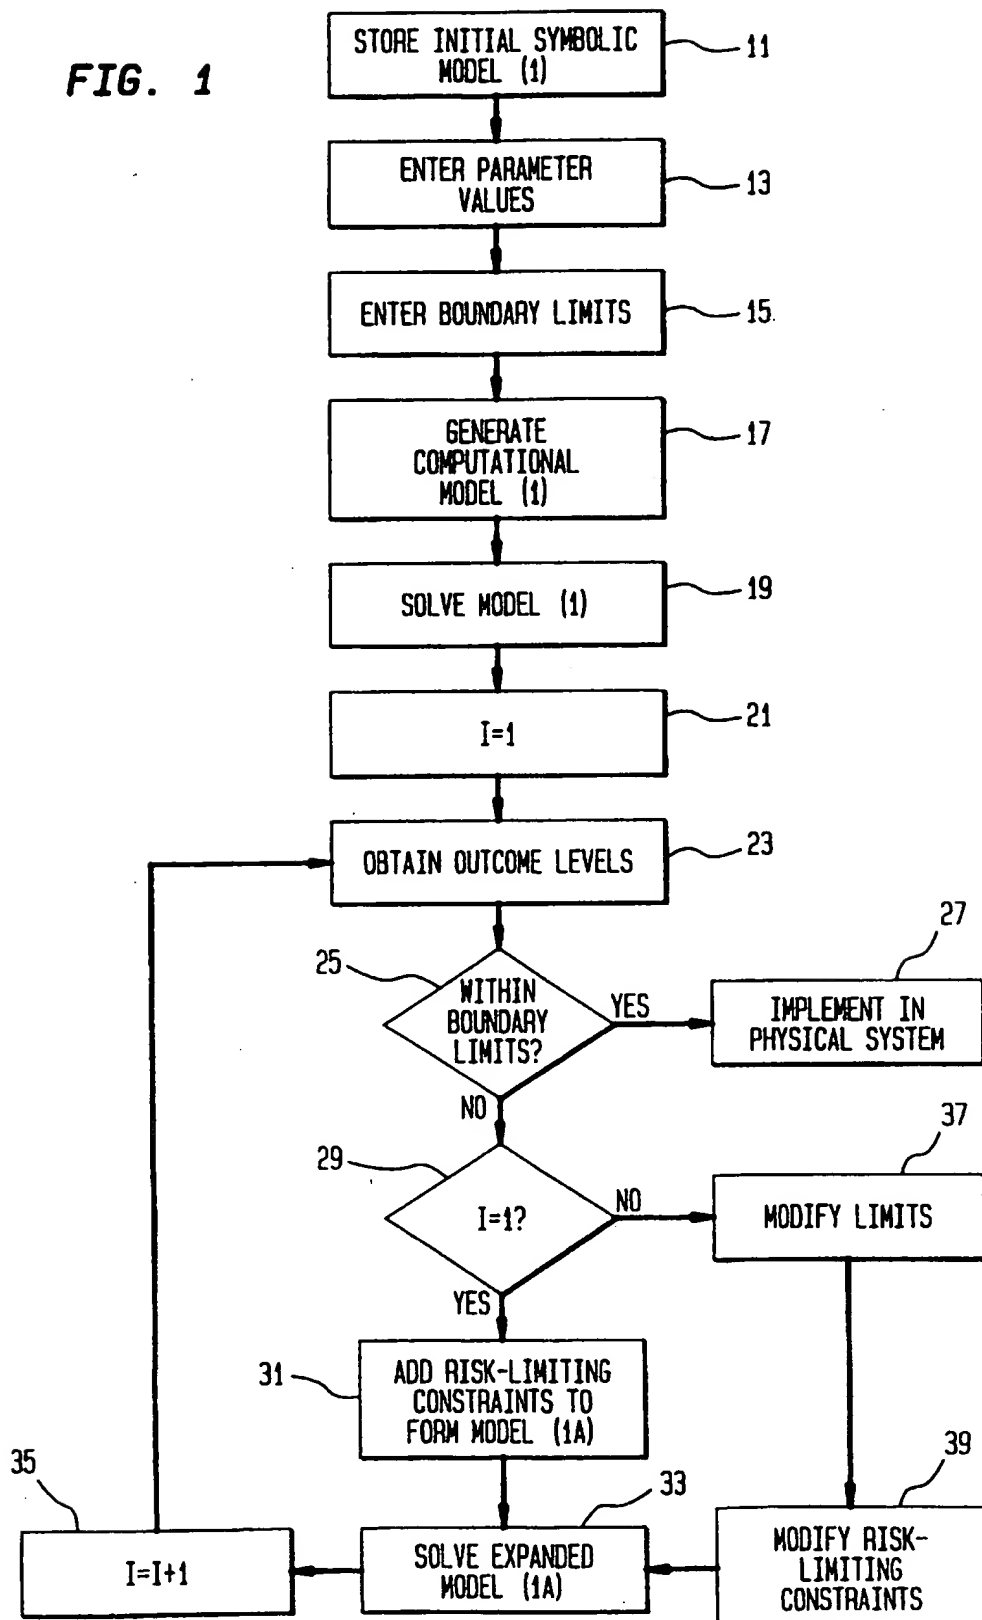 FIG. 1
STORE INITIAL SYMBOLIC
MODEL (1)
11
ENTER PARAMETER
VALUES
13
ENTER BOUNDARY LIMITS
15
GENERATE
COMPUTATIONAL
MODEL (1)
17
SOLVE MODEL (1)
19
I=1
21
OBTAIN OUTCOME LEVELS
23
25
WITHIN
BOUNDARY
LIMITS?
YES
NO
27
IMPLEMENT IN
PHYSICAL SYSTEM
29
I=1?
NO
YES
37
MODIFY LIMITS
31
ADD RISK-LIMITING
CONSTRAINTS TO
FORM MODEL (1A)
35
I=I+1
33
SOLVE EXPANDED
MODEL (1A)
39
MODIFY RISK-
LIMITING
CONSTRAINTS